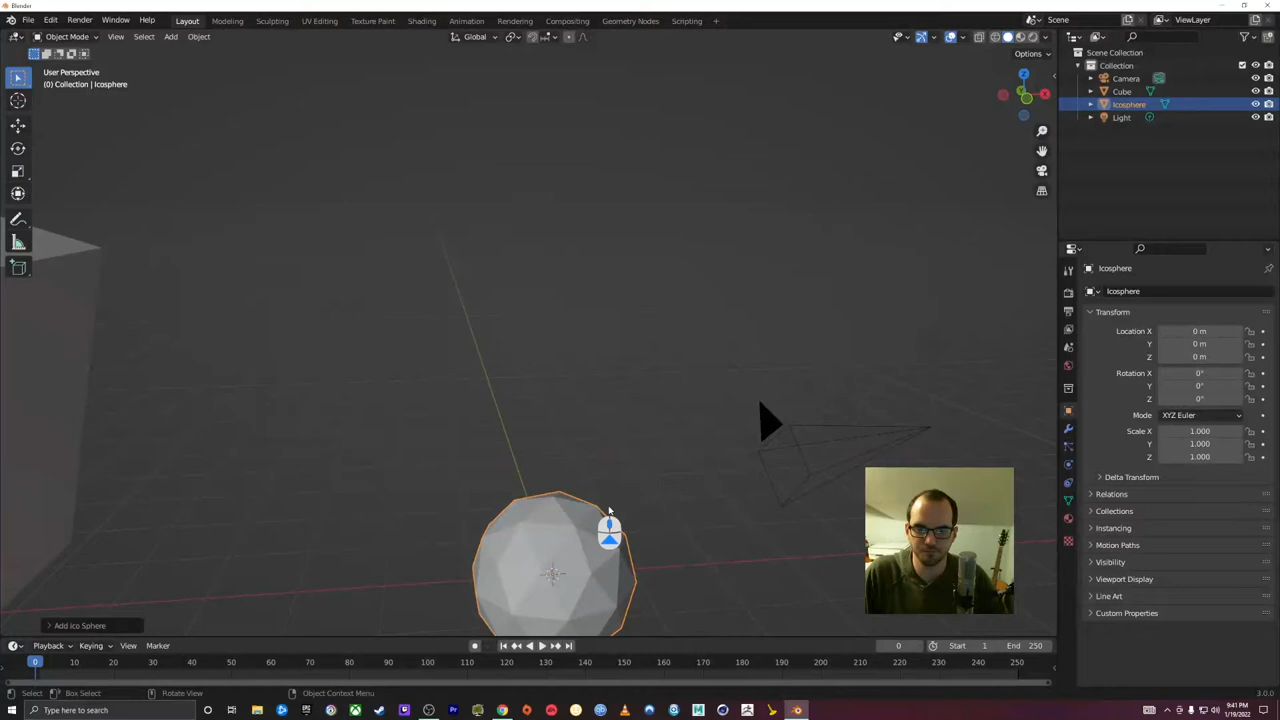 Blender
File Edit Render Window Help Layout Modeling Sculpting UV Editing Texture Paint Shading Animation Rendering Compositing Geometry Nodes Scripting + Scene ViewLayer
Object Mode View Select Add Object Global
Options
User Perspective
(0) Collection | Icosphere
Z
X
Y
Scene Collection
Collection
Camera
Cube
Icosphere
Light
Icosphere
Icosphere
Transform
Location X 0 m
Y 0 m
Z 0 m
Rotation X 0°
Y 0°
Z 0°
Mode XYZ Euler
Scale X 1.000
Y 1.000
Z 1.000
Delta Transform
Relations
Collections
Instancing
Motion Paths
Visibility
Viewport Display
Line Art
Custom Properties
Add Ico Sphere
Playback Keying View Marker 0 Start 1 End 250
0 10 20 30 40 50 60 70 80 90 100 110 120 130 140 150 160 170 180 190 200 210 220 230 240 250
Select Box Select Rotate View Object Context Menu 3.0.0
Type here to search
9:41 PM
1/19/2022